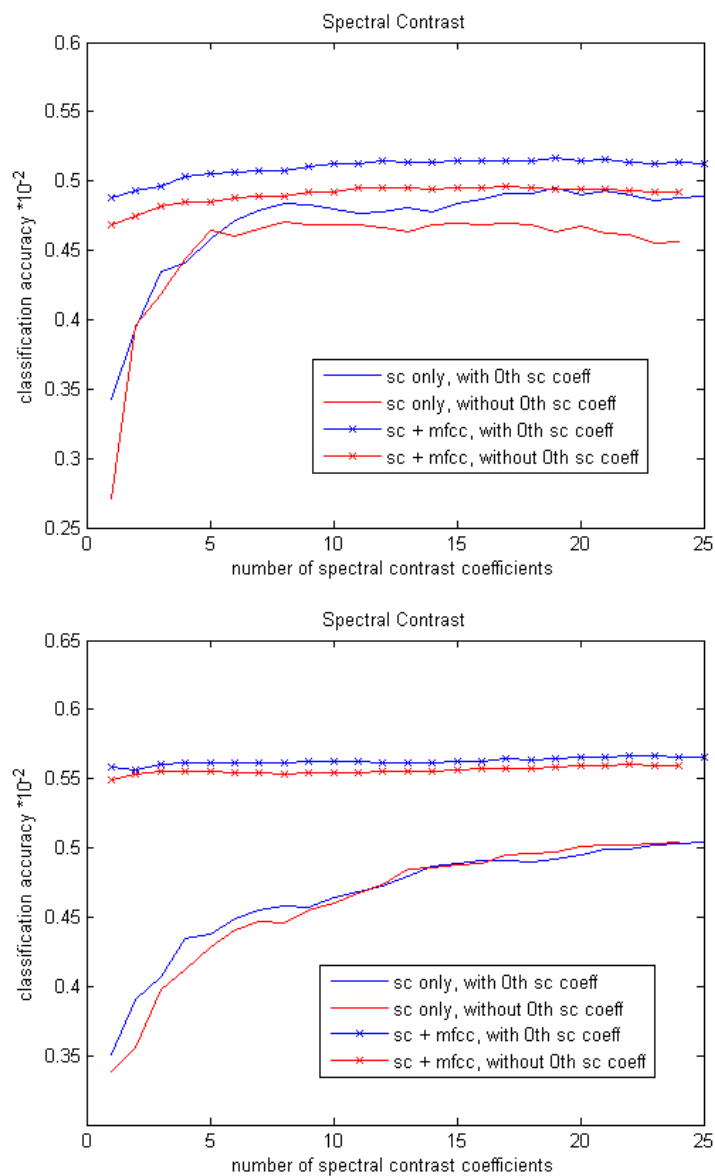 Spectral Contrast
0.6
0.55
0.5
0.45
0.4
0.35
0.3
0.25
classification accuracy *10^-2
sc only, with 0th sc coeff
sc only, without 0th sc coeff
sc + mfcc, with 0th sc coeff
sc + mfcc, without 0th sc coeff
0 5 10 15 20 25
number of spectral contrast coefficients
Spectral Contrast
0.65
0.6
0.55
0.5
0.45
0.4
0.35
classification accuracy *10^-2
sc only, with 0th sc coeff
sc only, without 0th sc coeff
sc + mfcc, with 0th sc coeff
sc + mfcc, without 0th sc coeff
0 5 10 15 20 25
number of spectral contrast coefficients